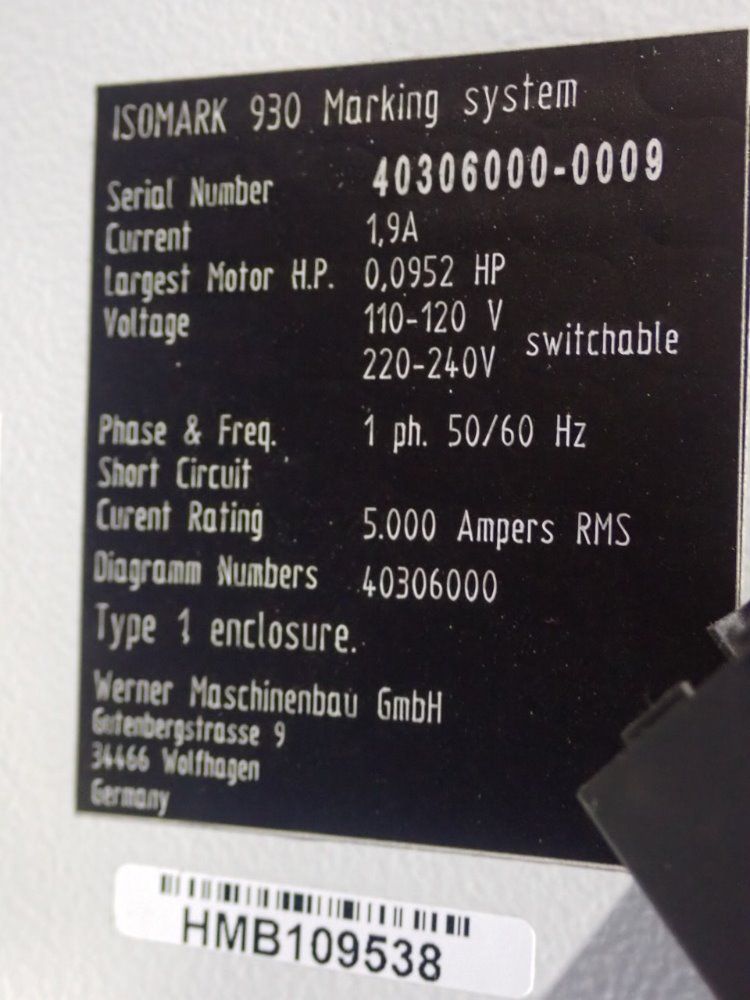 ISOMARK 930 Marking system
Serial Number 40306000-0009
Current 1,9A
Largest Motor H.P. 0,0952 HP
Voltage 110-120 V
220-240V switchable
Phase & Freq. 1 ph. 50/60 Hz
Short Circuit
Curent Rating 5.000 Ampers RMS
Diagramm Numbers 40306000
Type 1 enclosure.
Werner Maschinenbau GmbH
Gutenbergstrasse 9
34466 Wolfhagen
Germany
HMB109538